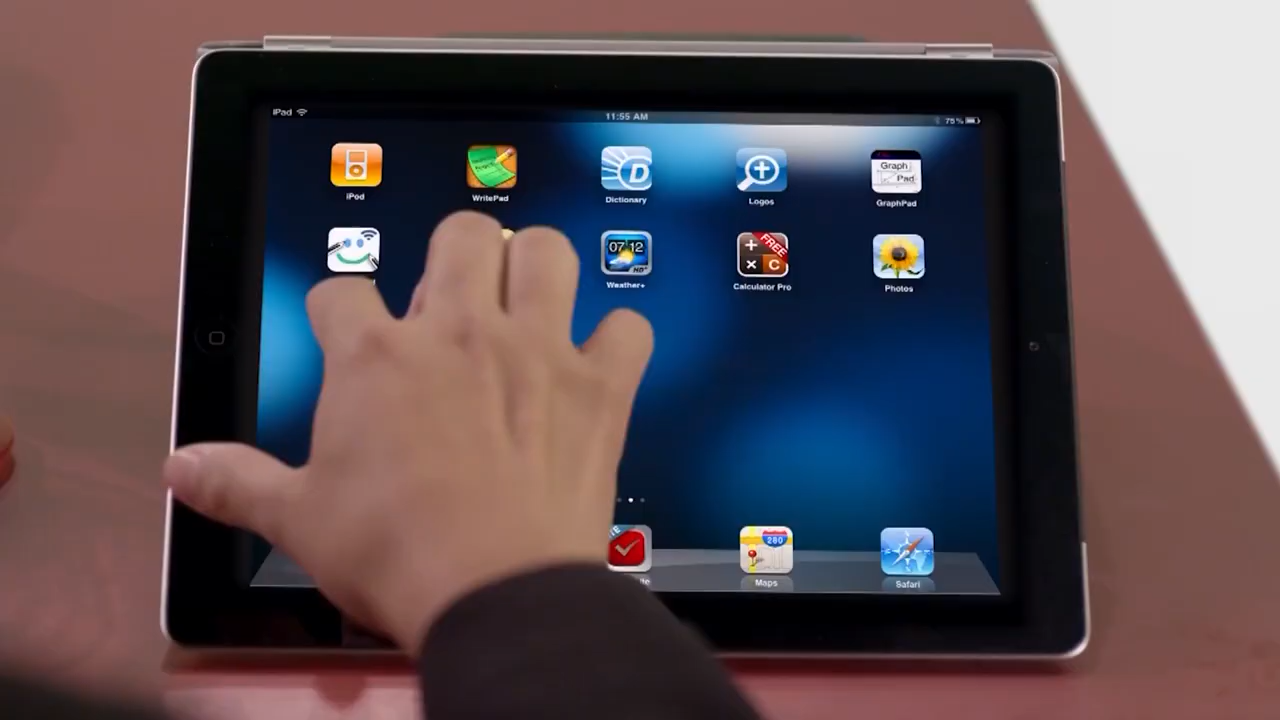 iPad
11:55 AM
75%
iPod
WritePad
Dictionary
Logos
GraphPad
D
Graph
Pad
07 12
HD+
FREE
+
× C
Weather+
Calculator Pro
Photos
280
Maps
Safari